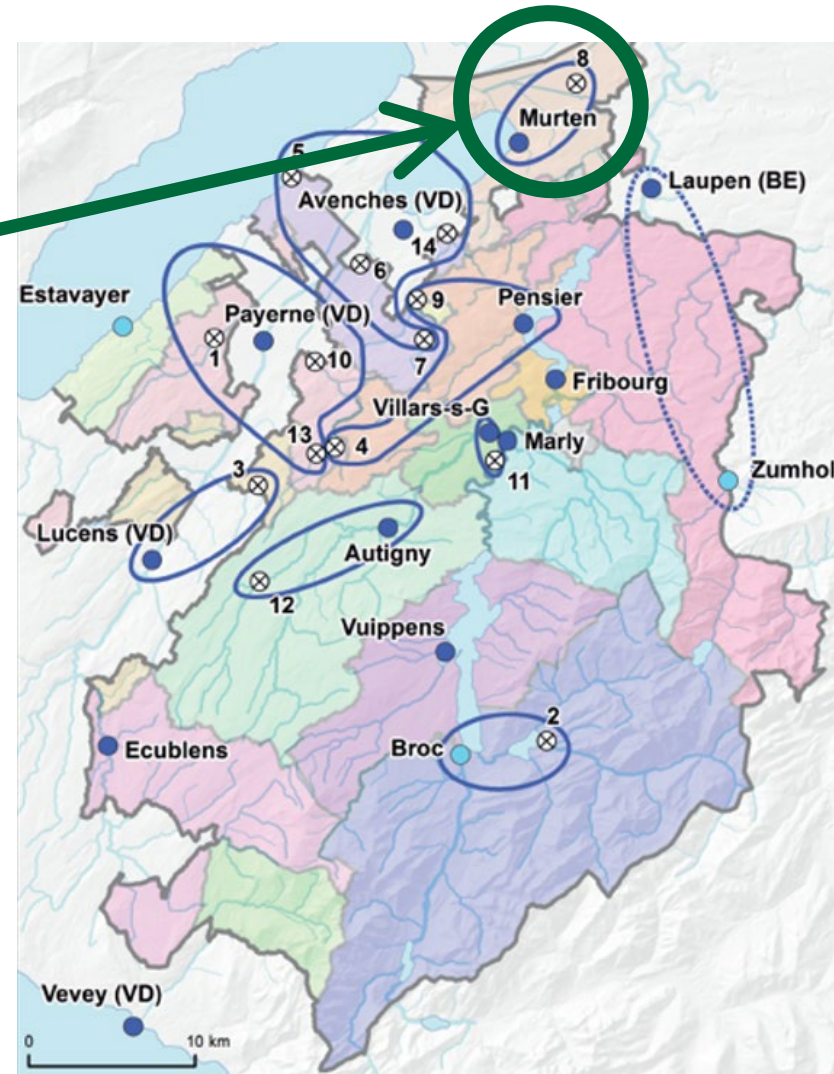 8
Murten
5
Laupen (BE)
Avenches (VD)
14
6
Estavayer
9
Pensier
Payerne (VD)
1
10
7
Fribourg
Villars-s-G
13
4
Marly
3
11
Zumhol
Lucens (VD)
Autigny
12
Vuippens
2
Broc
Ecublens
Vevey (VD)
0
10 km